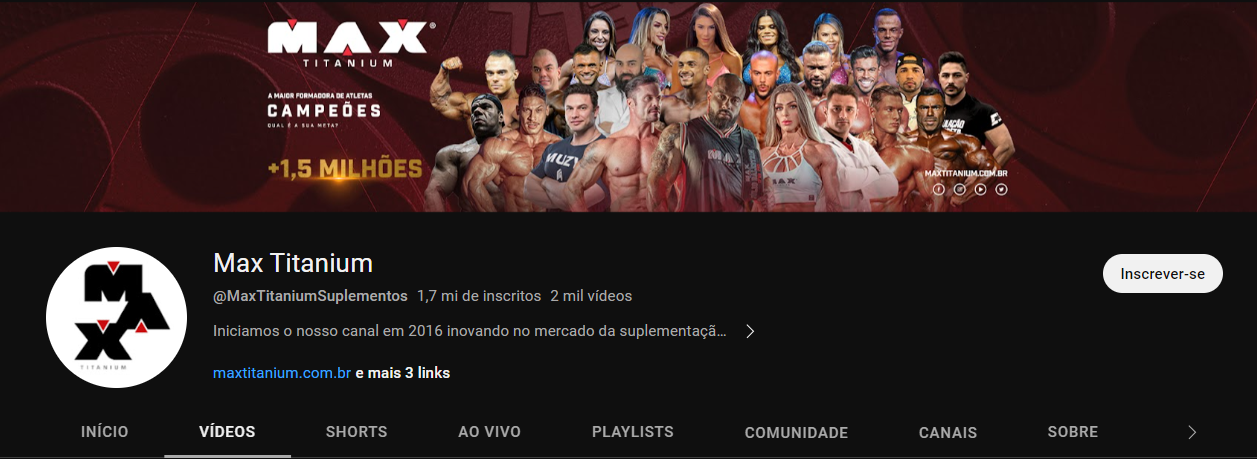 MAX®
TITANIUM
A MAIOR FORMADORA DE ATLETAS
CAMPEÕES
QUAL É A SUA META?
+1,5 MILHÕES
MUZY
MAX
MAXTITANIUM.COM.BR
MAX
TITANIUM
Max Titanium
@MaxTitaniumSuplementos 1,7 mi de inscritos 2 mil vídeos
Iniciamos o nosso canal em 2016 inovando no mercado da suplementaçã...
maxtitanium.com.br e mais 3 links
Inscrever-se
INÍCIO VÍDEOS SHORTS AO VIVO PLAYLISTS COMUNIDADE CANAIS SOBRE